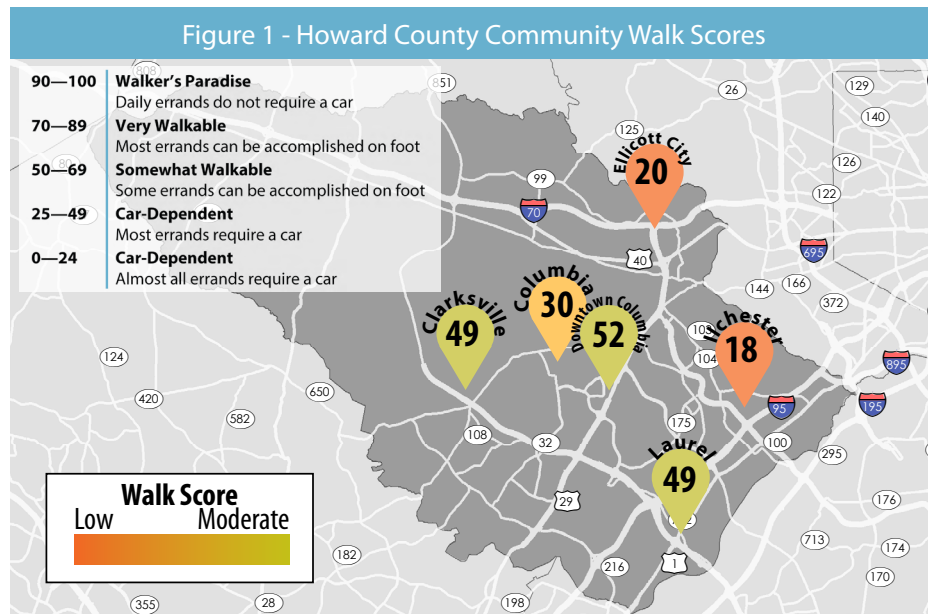 Figure 1 - Howard County Community Walk Scores
90—100 Walker's Paradise
Daily errands do not require a car
70—89 Very Walkable
Most errands can be accomplished on foot
50—69 Somewhat Walkable
Some errands can be accomplished on foot
25—49 Car-Dependent
Most errands require a car
0—24 Car-Dependent
Almost all errands require a car
808
851
26
129
140
125
126
80
99
122
70
Ellicott City
20
695
40
144
166
372
Clarksville
49
Columbia
30
Downtown Columbia
52
103
104
Ilchester
18
895
195
95
124
420
582
650
108
32
175
100
295
29
Laurel
49
1
216
198
182
355
28
176
713
174
170
Walk Score
Low Moderate